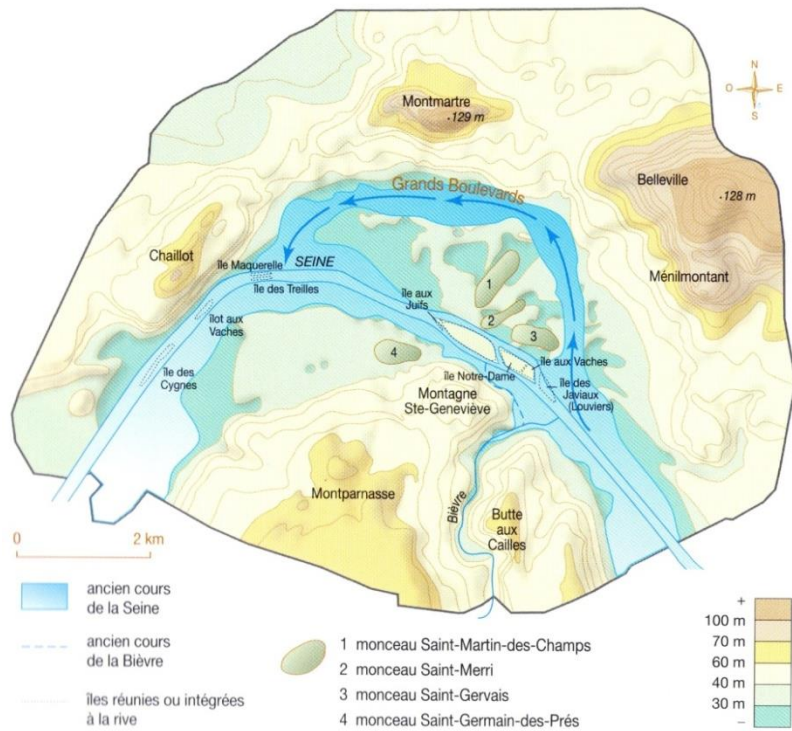 N
O
E
S
Montmartre
129 m
Belleville
128 m
Grands Boulevards
Ménilmontant
Chaillot
île Maquerelle
SEINE
île des Treilles
île aux
Juifs
îlot aux
Vaches
île des
Cygnes
1
2
3
4
île aux Vaches
île Notre-Dame
île des
Javiaux
(Louviers)
Montagne
Ste-Geneviève
Montparnasse
Bièvre
Butte
aux
Cailles
0 2 km
ancien cours
de la Seine
ancien cours
de la Bièvre
îles réunies ou intégrées
à la rive
1 monceau Saint-Martin-des-Champs
2 monceau Saint-Merri
3 monceau Saint-Gervais
4 monceau Saint-Germain-des-Prés
+
100 m
70 m
60 m
40 m
30 m
–